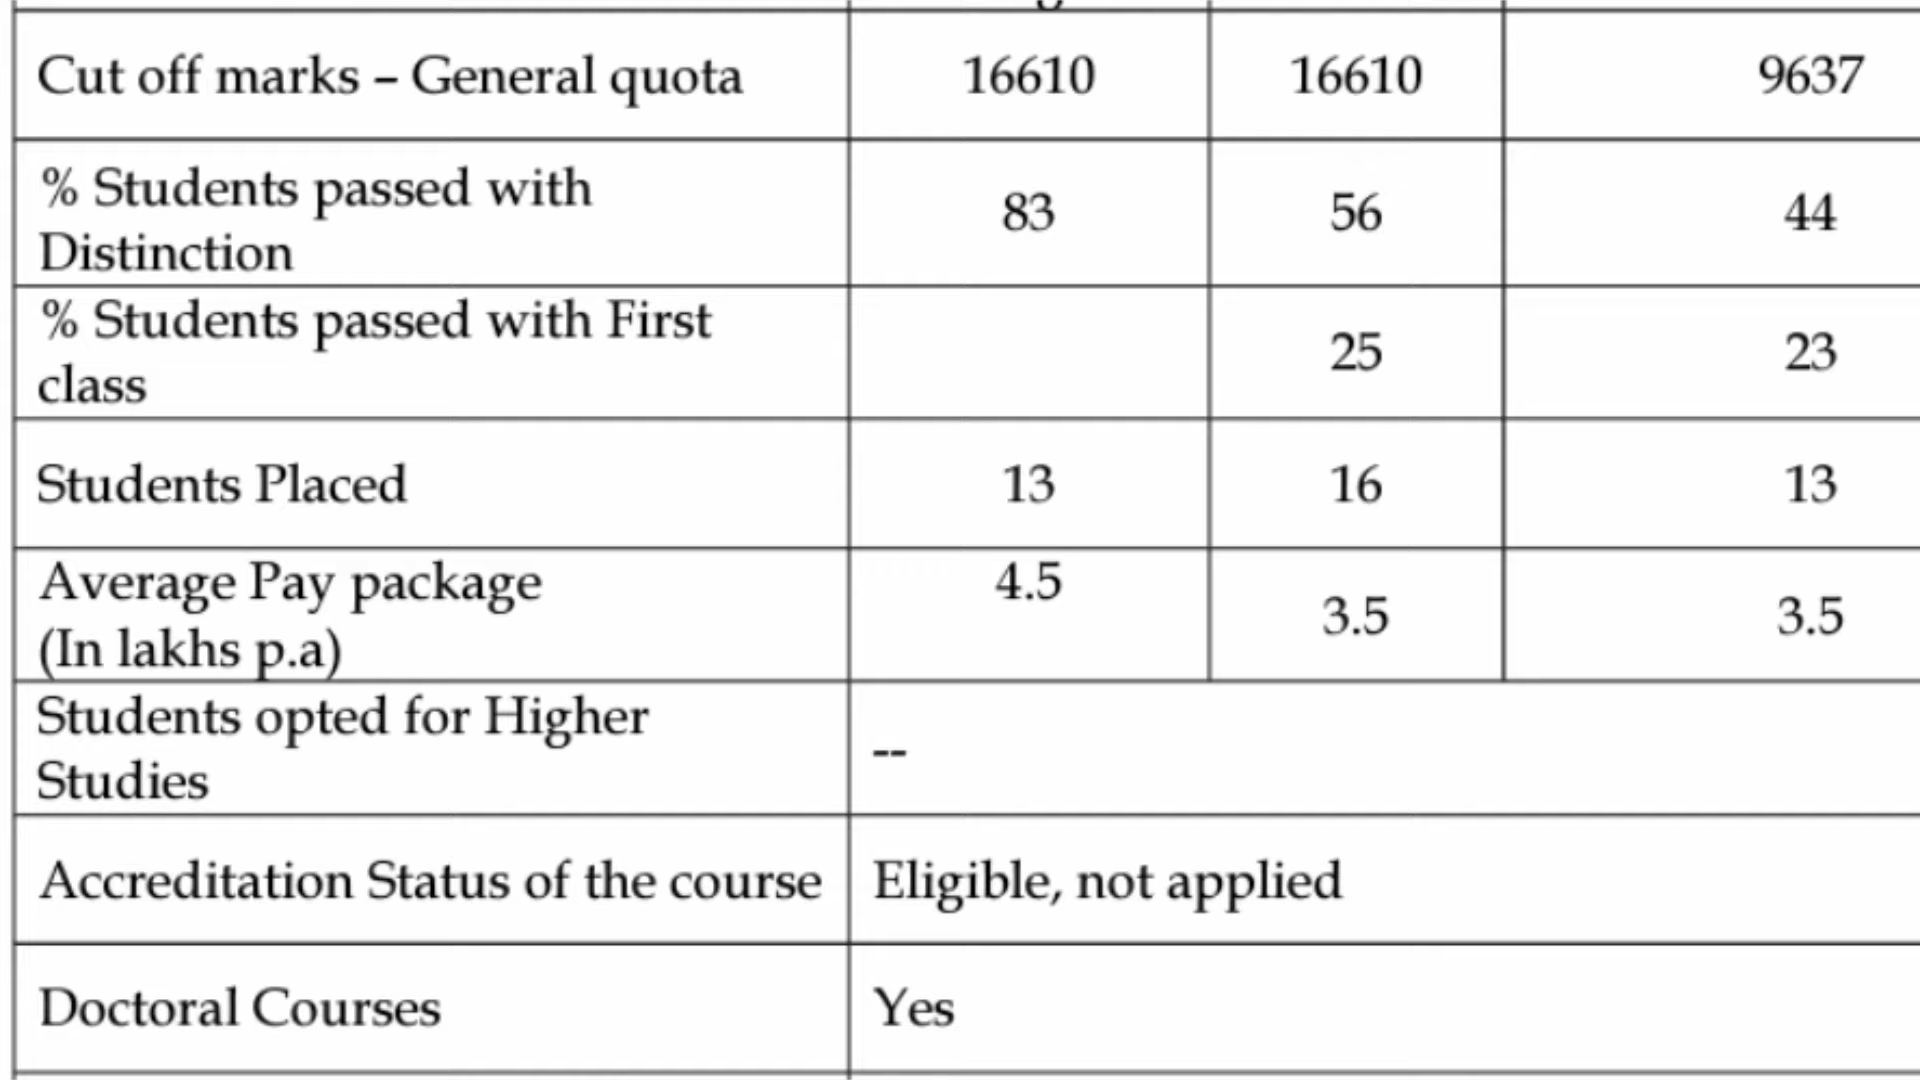 Cut off marks – General quota 16610 16610 9637
% Students passed with
Distinction 83 56 44
% Students passed with First
class 25 23
Students Placed 13 16 13
Average Pay package 4.5
(In lakhs p.a) 3.5 3.5
Students opted for Higher
Studies --
Accreditation Status of the course Eligible, not applied
Doctoral Courses Yes